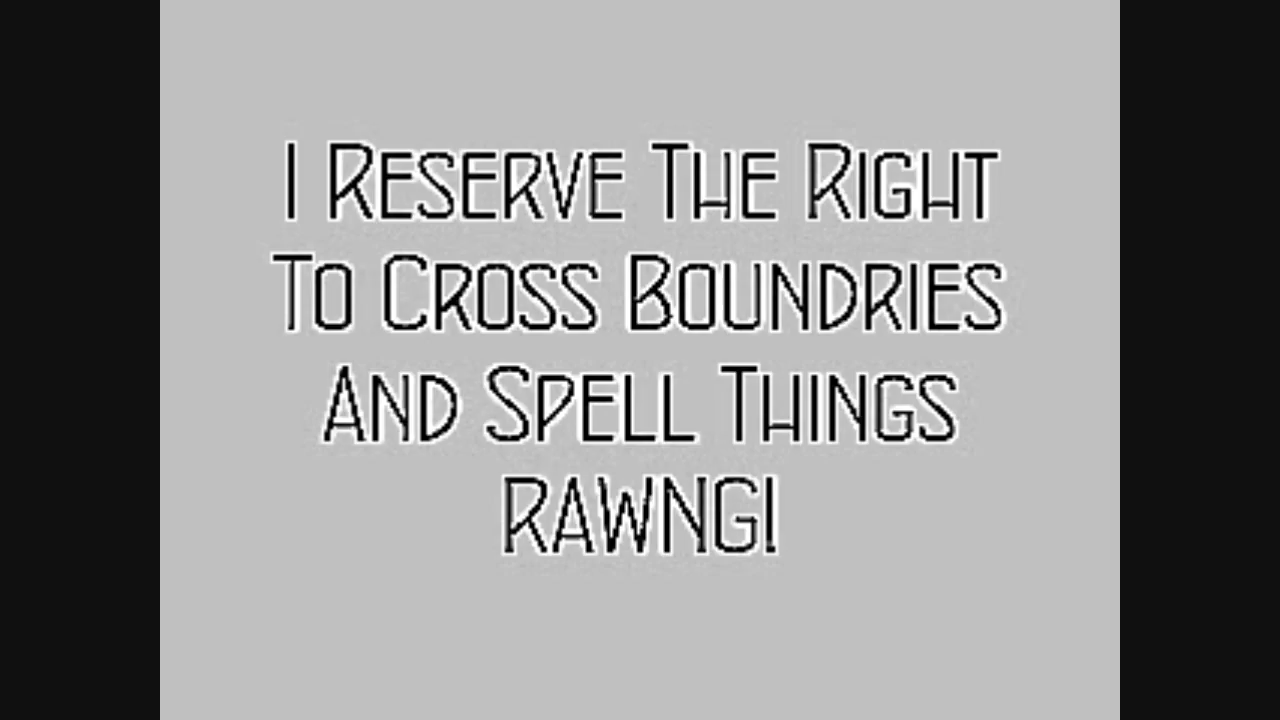 I Reserve The Right
To Cross Boundries
And Spell Things
RAWNG!